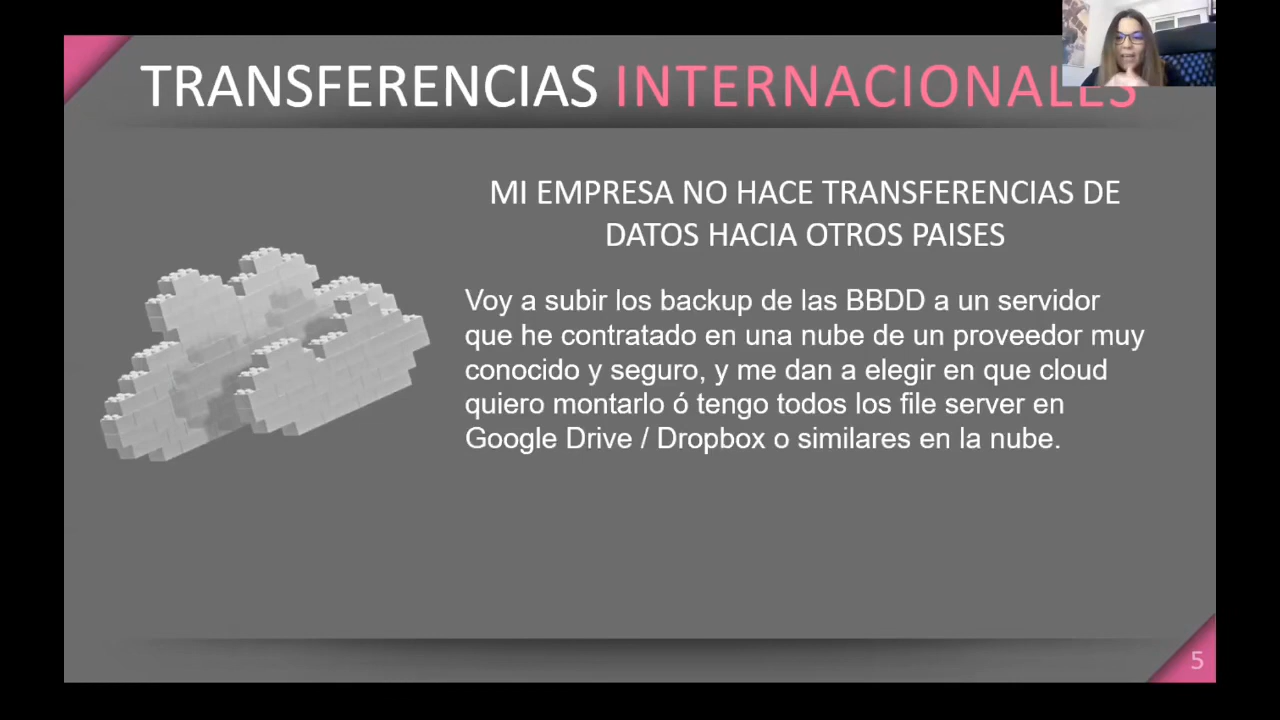 TRANSFERENCIAS INTERNACIONALES
MI EMPRESA NO HACE TRANSFERENCIAS DE
DATOS HACIA OTROS PAISES
Voy a subir los backup de las BBDD a un servidor
que he contratado en una nube de un proveedor muy
conocido y seguro, y me dan a elegir en que cloud
quiero montarlo ó tengo todos los file server en
Google Drive / Dropbox o similares en la nube.
5